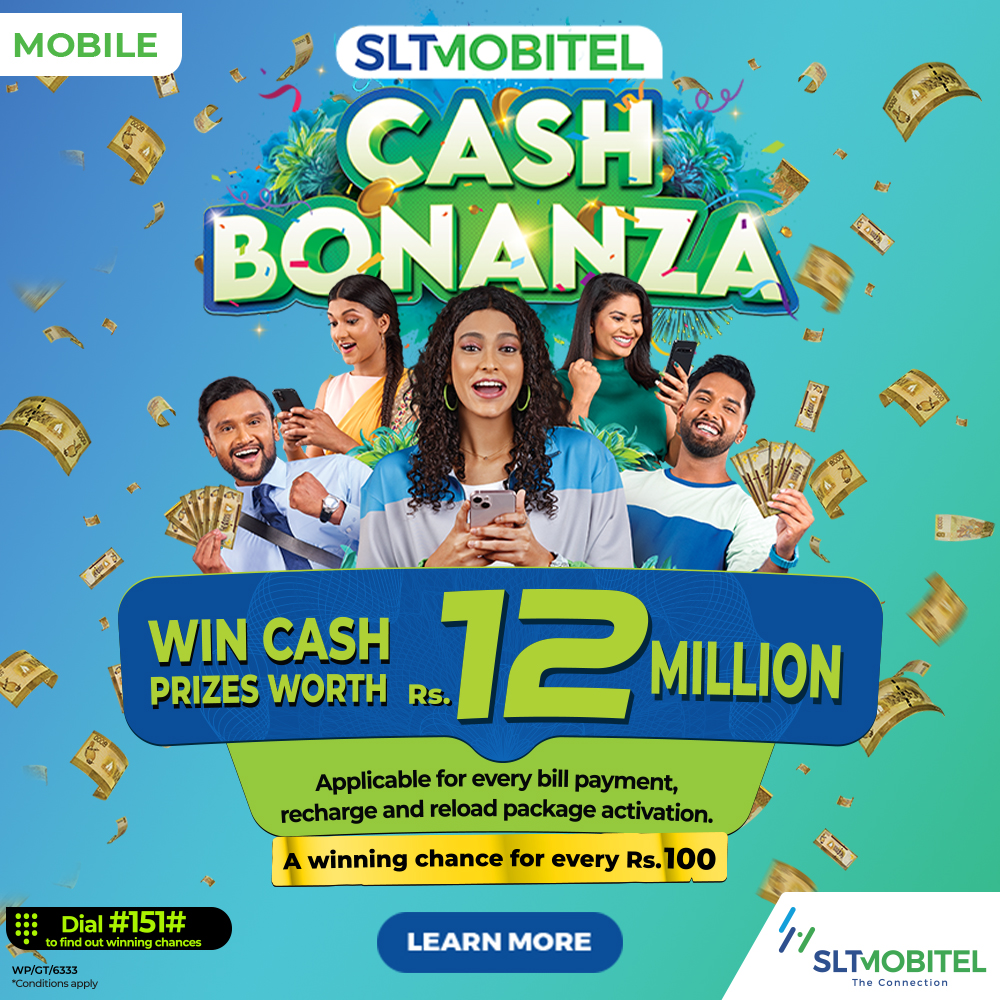 MOBILE
SLTMOBITEL
CASH
BONANZA
WIN CASH
PRIZES WORTH Rs. 12 MILLION
Applicable for every bill payment,
recharge and reload package activation.
A winning chance for every Rs.100
Dial #151#
to find out winning chances
WP/GT/6333
*Conditions apply
LEARN MORE
SLTMOBITEL
The Connection